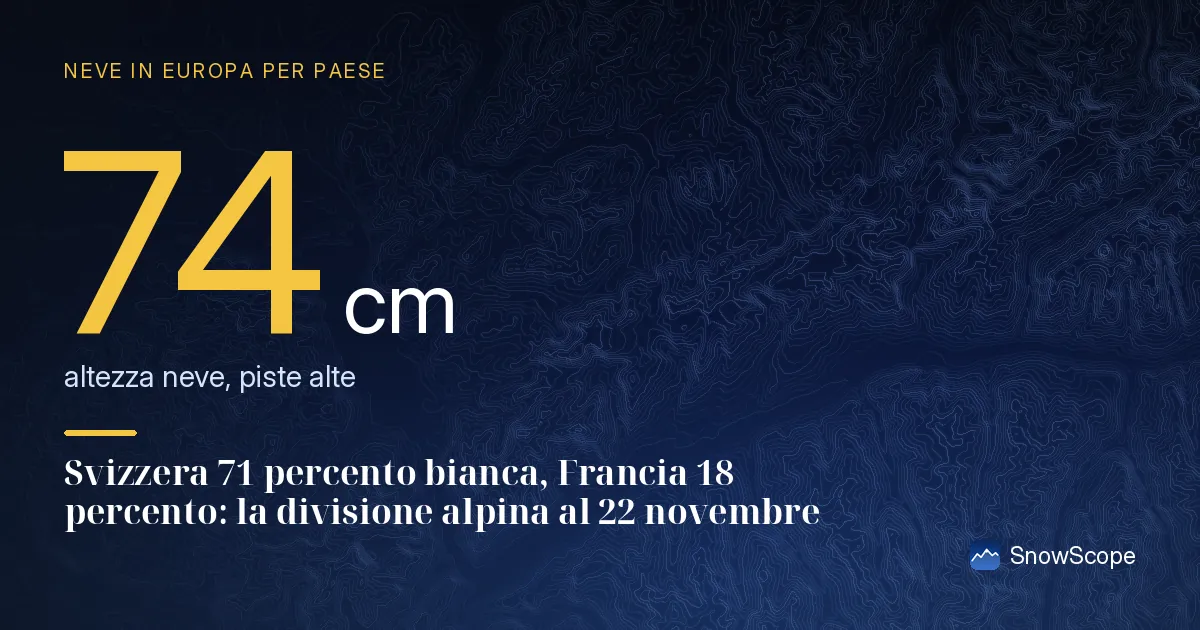 NEVE IN EUROPA PER PAESE
74 cm
altezza neve, piste alte
Svizzera 71 percento bianca, Francia 18
percento: la divisione alpina al 22 novembre
SnowScope